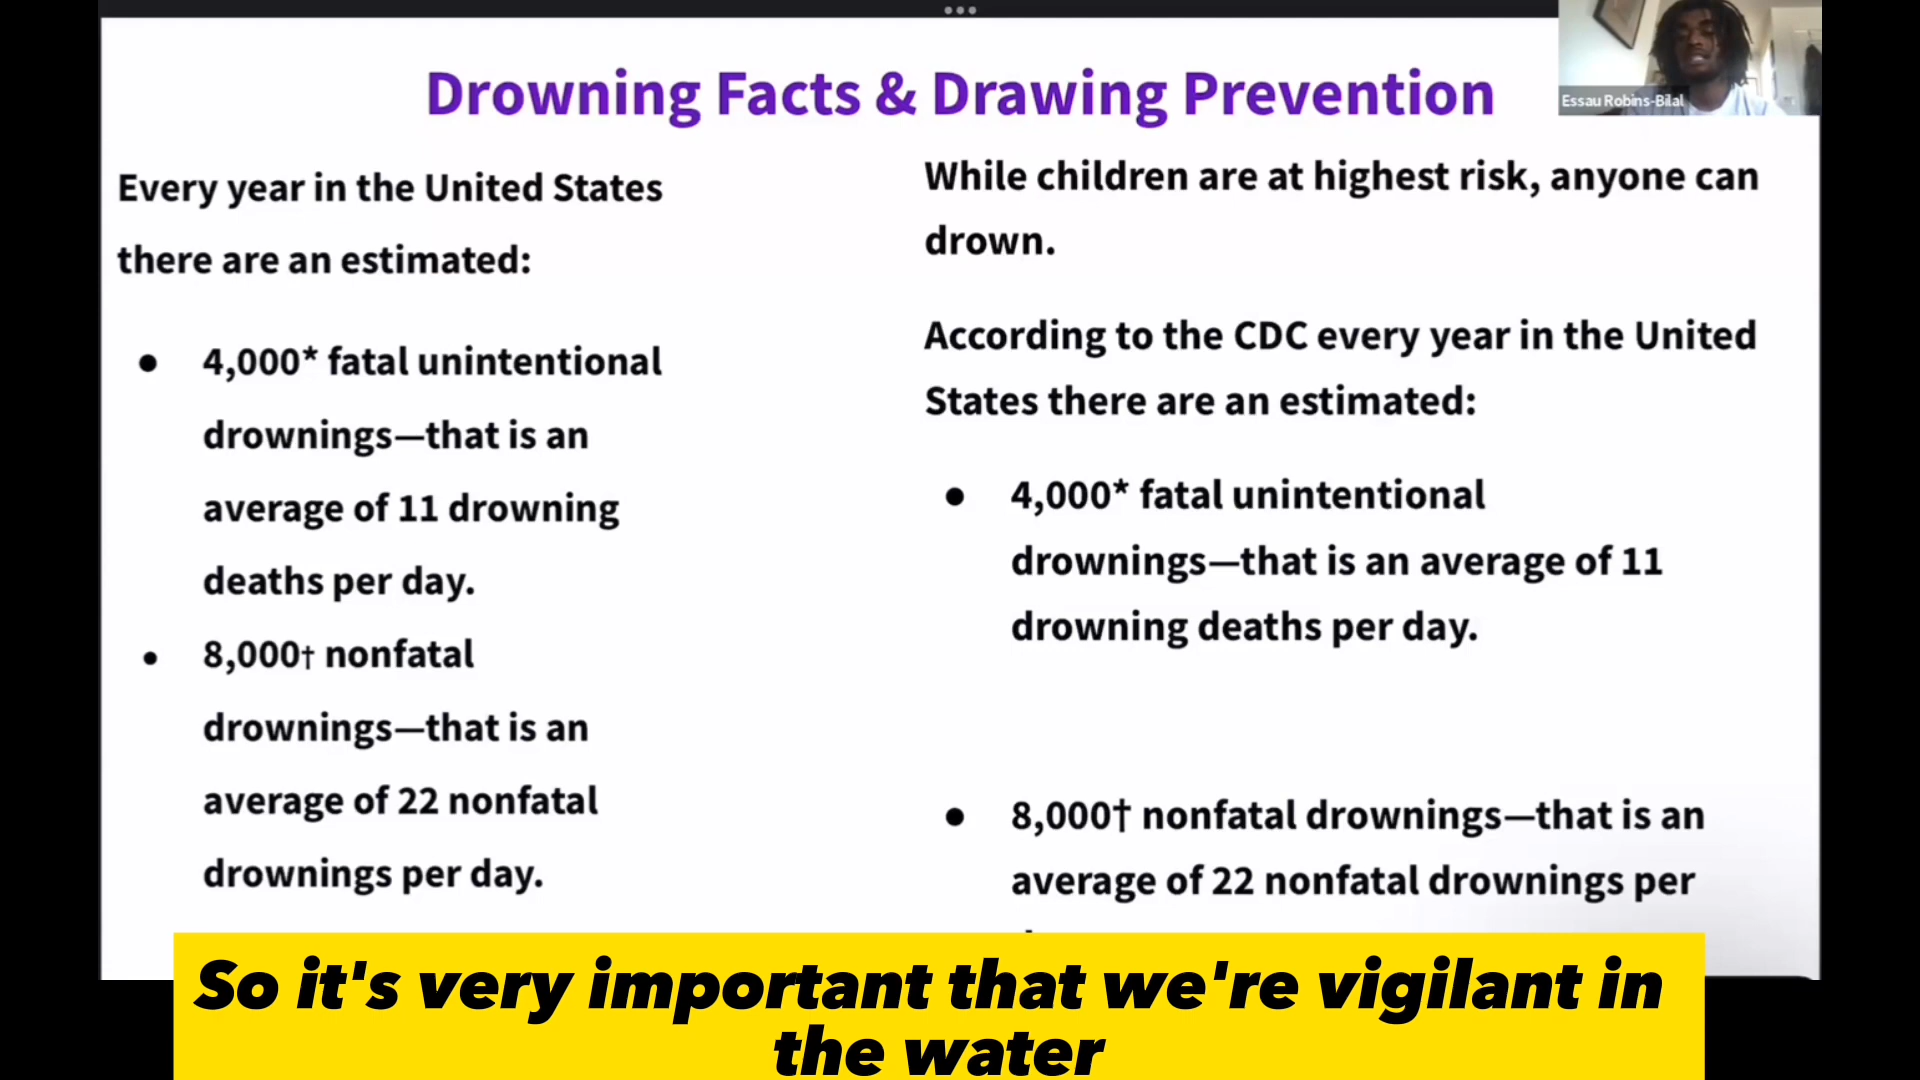 Drowning Facts & Drawing Prevention
Essau Robins-Bilal
Every year in the United States
there are an estimated:
● 4,000* fatal unintentional
drownings—that is an
average of 11 drowning
deaths per day.
● 8,000† nonfatal
drownings—that is an
average of 22 nonfatal
drownings per day.
While children are at highest risk, anyone can
drown.
According to the CDC every year in the United
States there are an estimated:
● 4,000* fatal unintentional
drownings—that is an average of 11
drowning deaths per day.
● 8,000† nonfatal drownings—that is an
average of 22 nonfatal drownings per
So it's very important that we're vigilant in
the water